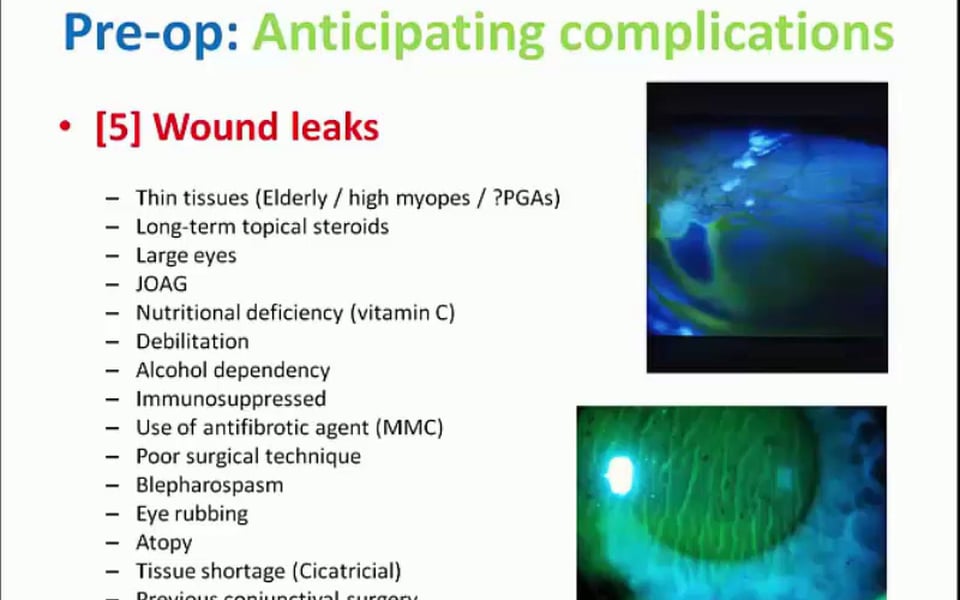 Pre-op: Anticipating complications
• [5] Wound leaks
– Thin tissues (Elderly / high myopes / ?PGAs)
– Long-term topical steroids
– Large eyes
– JOAG
– Nutritional deficiency (vitamin C)
– Debilitation
– Alcohol dependency
– Immunosuppressed
– Use of antifibrotic agent (MMC)
– Poor surgical technique
– Blepharospasm
– Eye rubbing
– Atopy
– Tissue shortage (Cicatricial)
– Previous conjunctival surgery